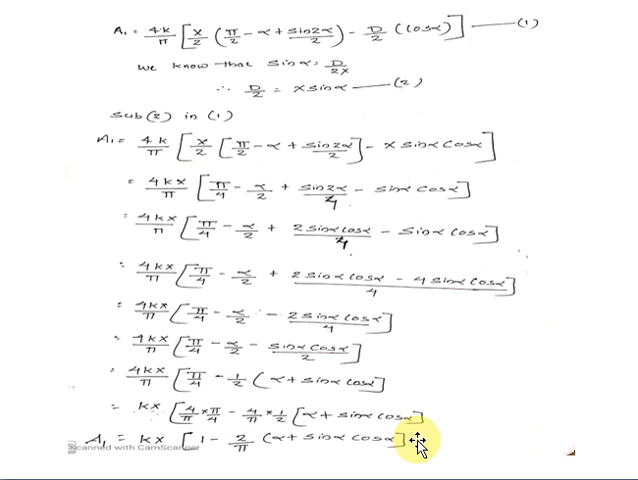 A₁ = 4k/π [x/2 (π/2 - α + sin2α/2) - D/2 (cosα)] —— (1)
we know that sinα = D/2x
∴ D/2 = x sinα —— (2)
sub (2) in (1)
A₁ = 4k/π [x/2 [π/2 - α + sin2α/2] - x sinα cosα]
= 4kx/π [π/4 - α/2 + sin2α/4 - sinα cosα]
= 4kx/π [π/4 - α/2 + 2 sinα cosα/4 - sinα cosα]
= 4kx/π [π/4 - α/2 + 2 sinα cosα - 4 sinα cosα/4]
= 4kx/π [π/4 - α/2 - 2 sinα cosα/4]
= 4kx/π [π/4 - α/2 - sinα cosα/2]
= 4kx/π [π/4 - 1/2 (α + sinα cosα]
= kx [4/π × π/4 - 4/π × 1/2 [α + sinα cosα]
A₁ = kx [1 - 2/π (α + sinα cosα]
Scanned with CamScanner